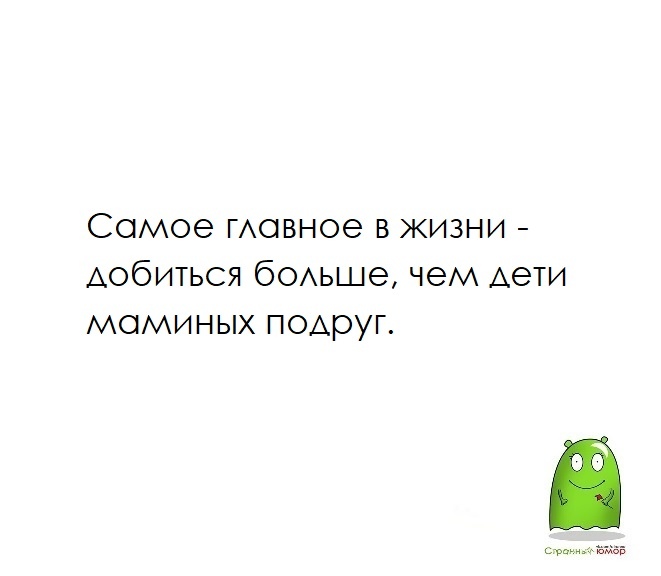 Самое главное в жизни -
добиться больше, чем дети
маминых подруг.
Странный юмор